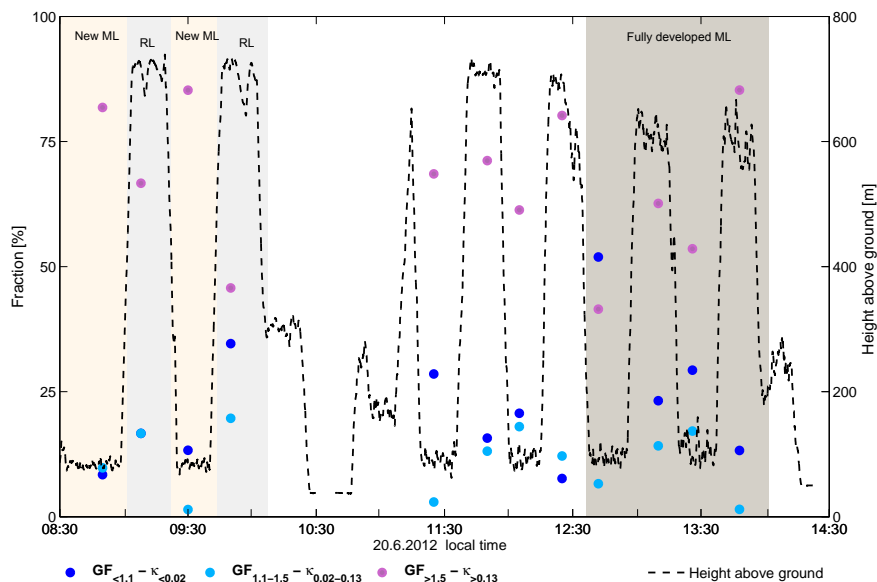 New ML
RL
New ML
RL
Fully developed ML
100
75
50
25
0
Fraction [%]
800
600
400
200
0
Height above ground [m]
08:30
09:30
10:30
11:30
12:30
13:30
14:30
20.6.2012 local time
GF<1.1 − κ<0.02
GF1.1−1.5 − κ0.02−0.13
GF>1.5 − κ>0.13
Height above ground